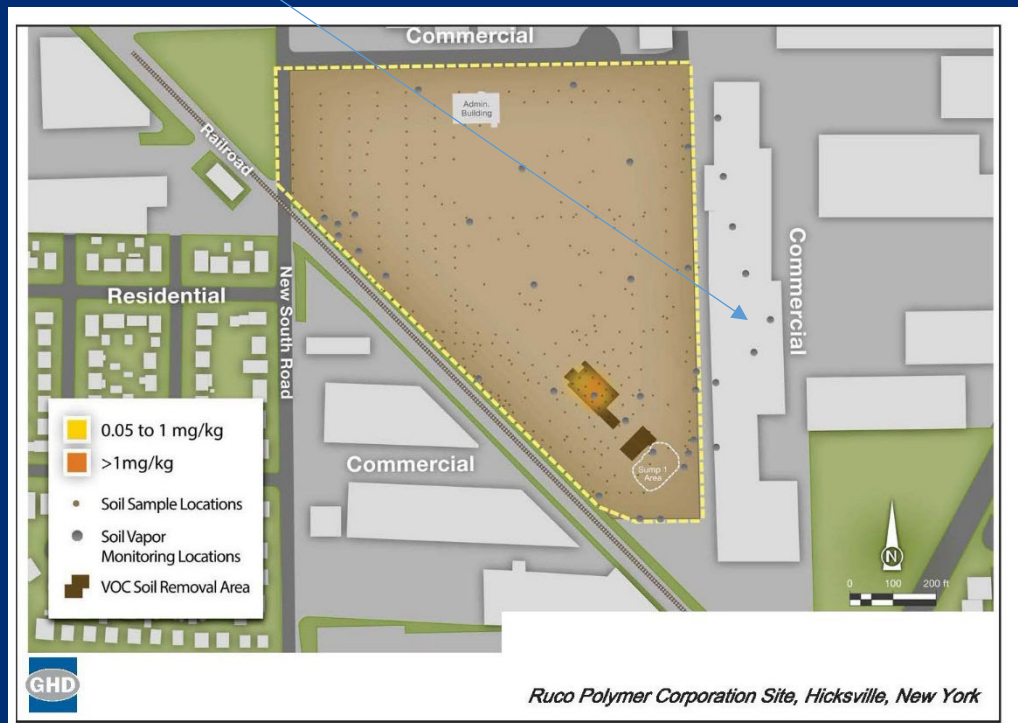 Commercial
Admin.
Building
Railroad
Commercial
Residential
New South Road
0.05 to 1 mg/kg
>1mg/kg
Soil Sample Locations
Soil Vapor
Monitoring Locations
VOC Soil Removal Area
Commercial
Sump 1
Area
N
0 100 200 ft
GHD
Ruco Polymer Corporation Site, Hicksville, New York